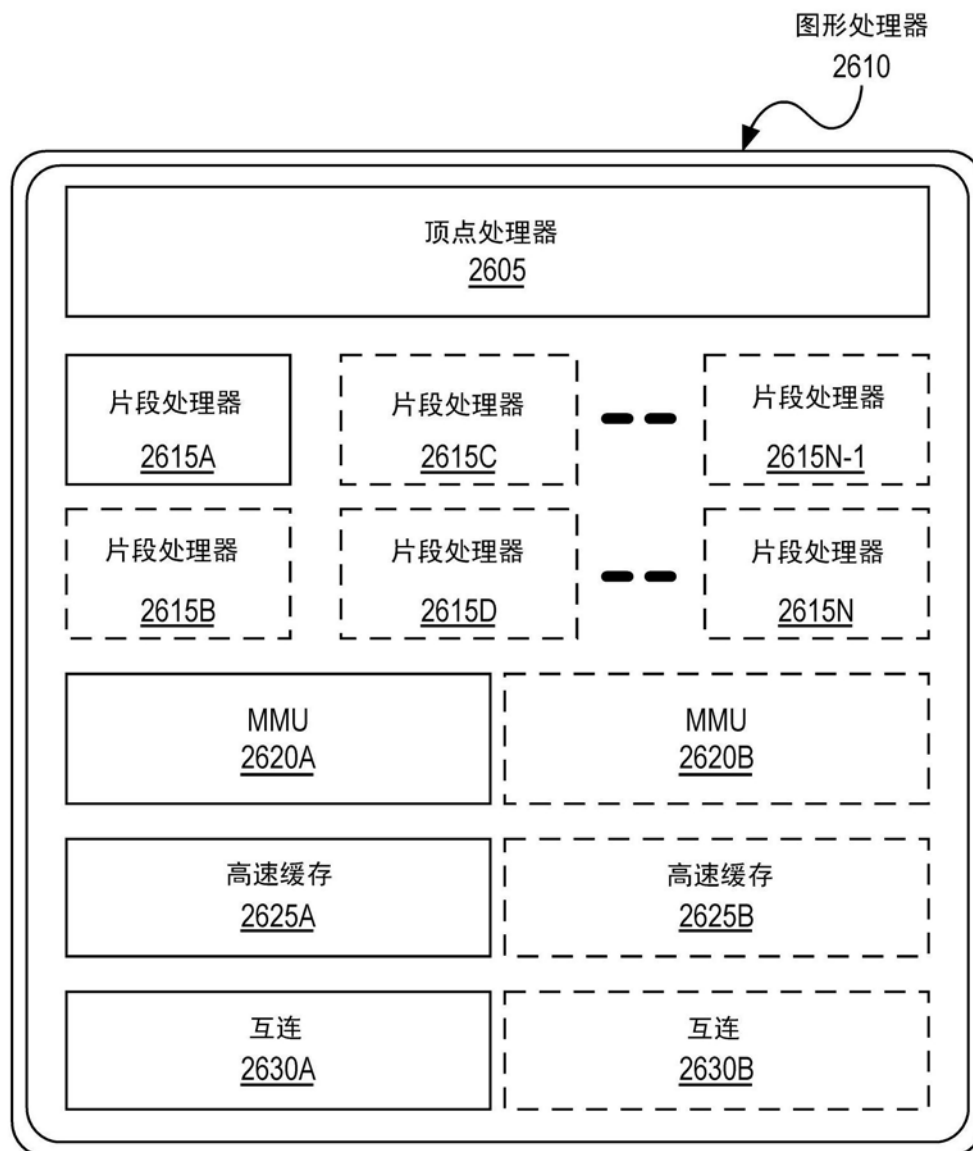 图形处理器
2610
顶点处理器
2605
片段处理器
2615A
片段处理器
2615C
片段处理器
2615N-1
片段处理器
2615B
片段处理器
2615D
片段处理器
2615N
MMU
2620A
MMU
2620B
高速缓存
2625A
高速缓存
2625B
互连
2630A
互连
2630B